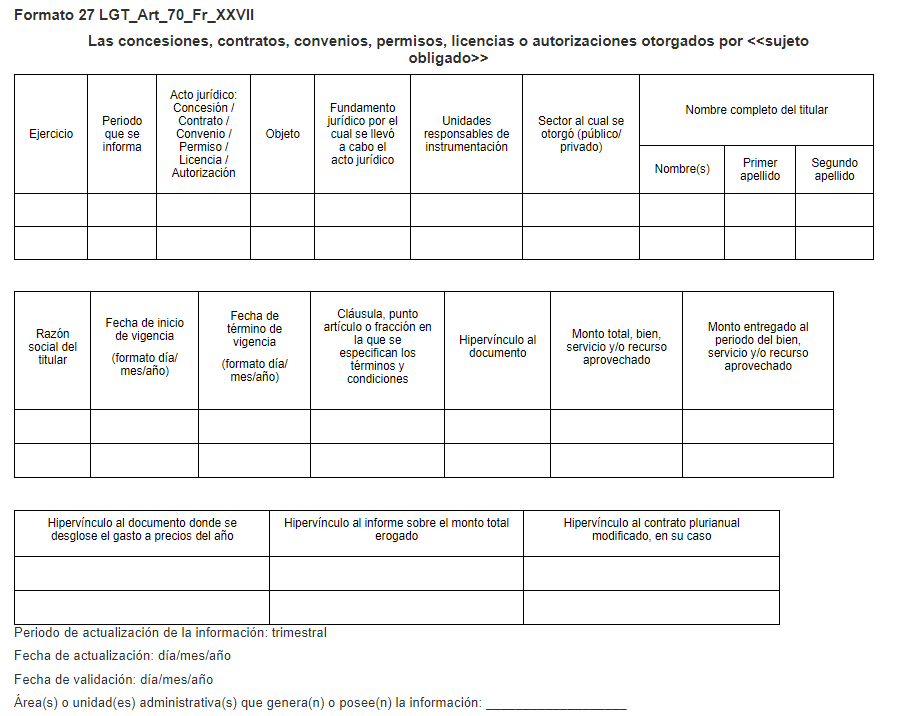 Formato 27 LGT_Art_70_Fr_XXVII
Las concesiones, contratos, convenios, permisos, licencias o autorizaciones otorgados por <<sujeto
obligado>>
Ejercicio
Periodo
que se
informa
Acto jurídico:
Concesión /
Contrato /
Convenio /
Permiso /
Licencia /
Autorización
Objeto
Fundamento
jurídico por el
cual se llevó
a cabo el
acto jurídico
Unidades
responsables de
instrumentación
Sector al cual se
otorgó (público/
privado)
Nombre completo del titular
Nombre(s)
Primer
apellido
Segundo
apellido
Razón
social del
titular
Fecha de inicio
de vigencia
(formato día/
mes/año)
Fecha de
término de
vigencia
(formato día/
mes/año)
Cláusula, punto
artículo o fracción en
la que se
especifican los
términos y
condiciones
Hipervínculo al
documento
Monto total, bien,
servicio y/o recurso
aprovechado
Monto entregado al
periodo del bien,
servicio y/o recurso
aprovechado
Hipervínculo al documento donde se
desglose el gasto a precios del año
Hipervínculo al informe sobre el monto total
erogado
Hipervínculo al contrato plurianual
modificado, en su caso
Periodo de actualización de la información: trimestral
Fecha de actualización: día/mes/año
Fecha de validación: día/mes/año
Área(s) o unidad(es) administrativa(s) que genera(n) o posee(n) la información: ____________________